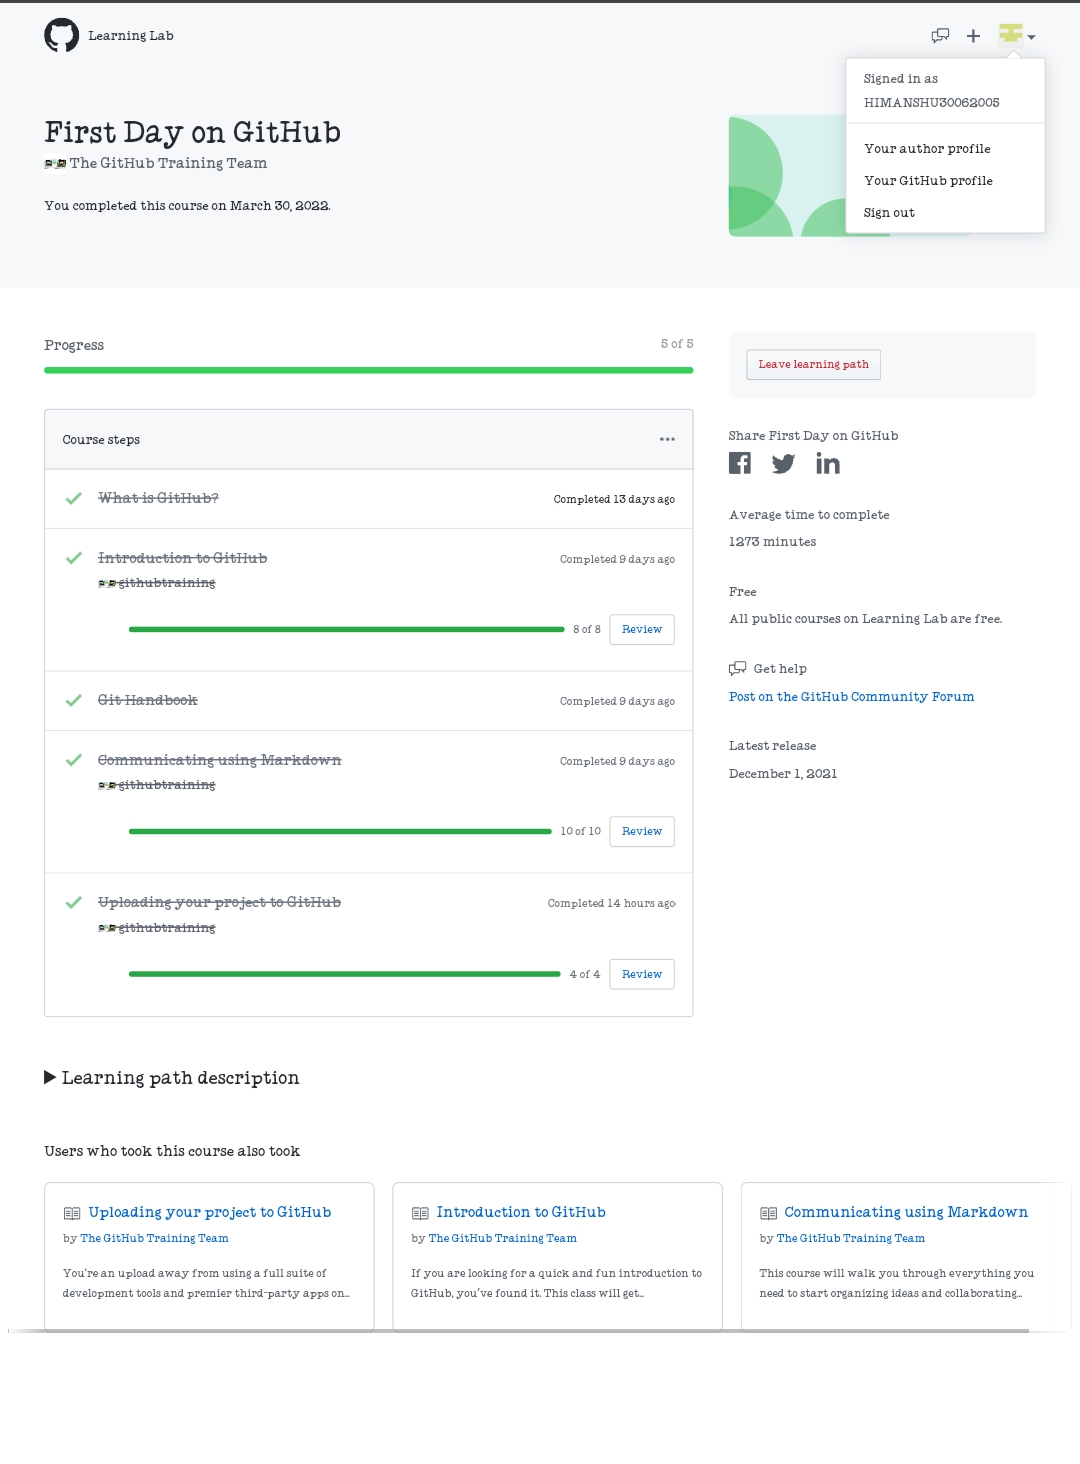 Learning Lab
Signed in as
HIMANSHU30062005
Your author profile
Your GitHub profile
Sign out
First Day on GitHub
The GitHub Training Team
You completed this course on March 30, 2022.
Progress
5 of 5
Course steps
What is GitHub?
Completed 13 days ago
Introduction to GitHub
Completed 9 days ago
githubtraining
8 of 8
Review
Git Handbook
Completed 9 days ago
Communicating using Markdown
Completed 9 days ago
githubtraining
10 of 10
Review
Uploading your project to GitHub
Completed 14 hours ago
githubtraining
4 of 4
Review
Leave learning path
Share First Day on GitHub
Average time to complete
1273 minutes
Free
All public courses on Learning Lab are free.
Get help
Post on the GitHub Community Forum
Latest release
December 1, 2021
Learning path description
Users who took this course also took
Uploading your project to GitHub
by The GitHub Training Team
You're an upload away from using a full suite of
development tools and premier third-party apps on...
Introduction to GitHub
by The GitHub Training Team
If you are looking for a quick and fun introduction to
GitHub, you've found it. This class will get...
Communicating using Markdown
by The GitHub Training Team
This course will walk you through everything you
need to start organizing ideas and collaborating...